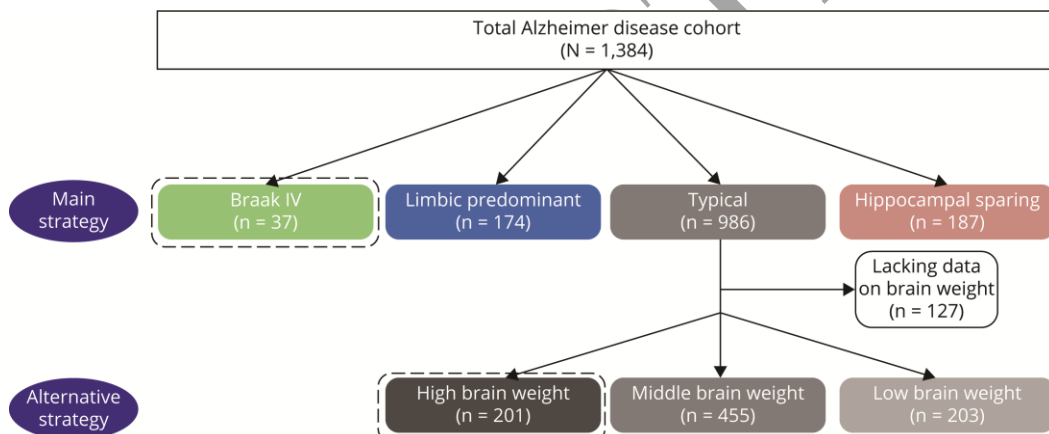 Total Alzheimer disease cohort
(N = 1,384)
Main
strategy
Braak IV
(n = 37)
Limbic predominant
(n = 174)
Typical
(n = 986)
Hippocampal sparing
(n = 187)
Lacking data
on brain weight
(n = 127)
Alternative
strategy
High brain weight
(n = 201)
Middle brain weight
(n = 455)
Low brain weight
(n = 203)